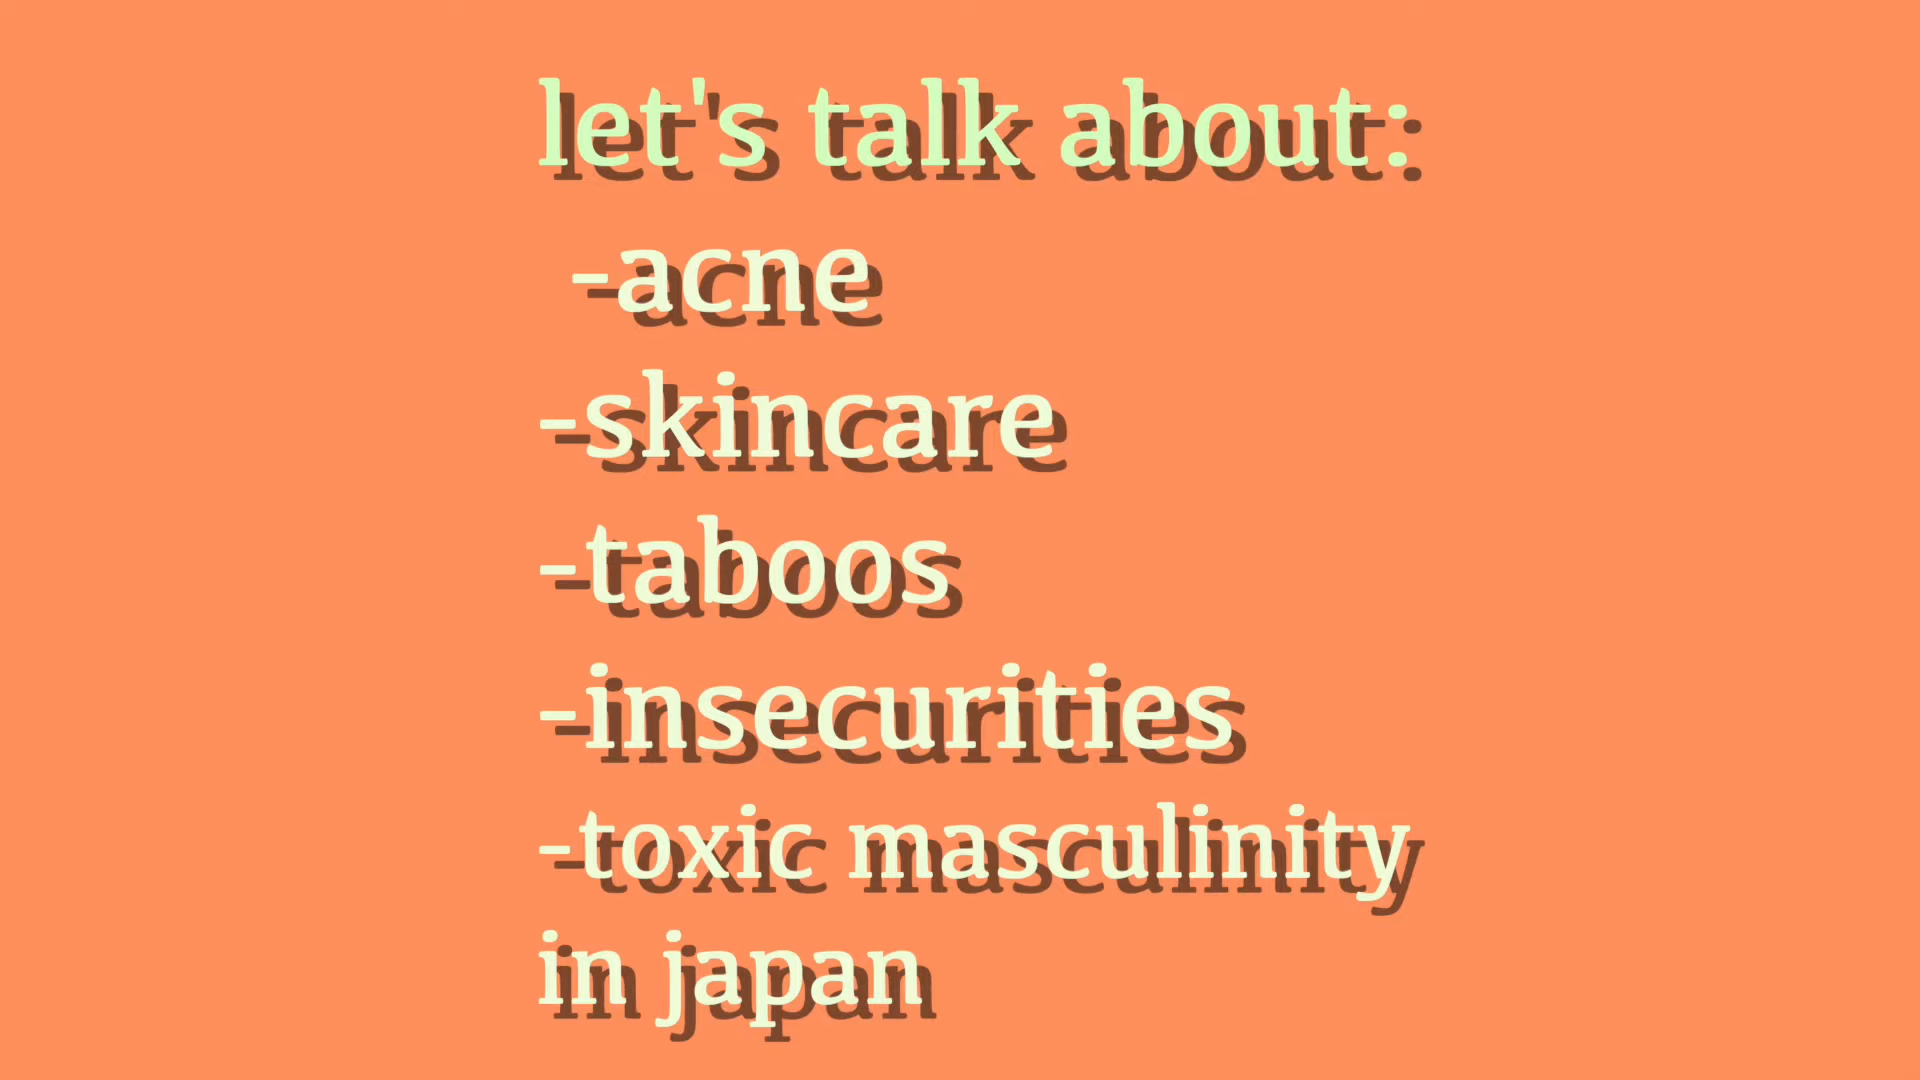 let's talk about:
-acne
-skincare
-taboos
-insecurities
-toxic masculinity
in japan